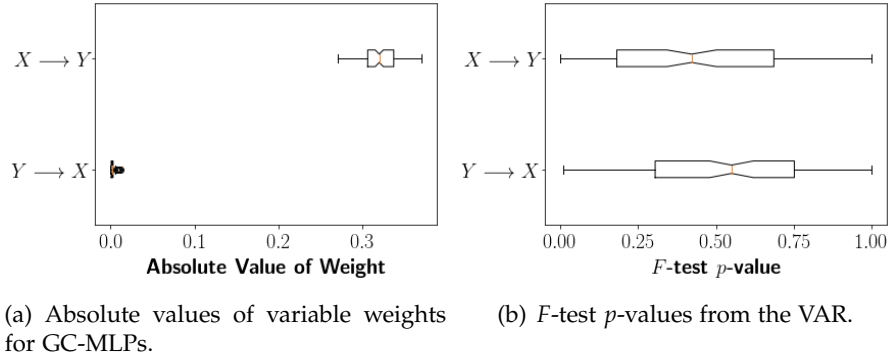 X ⟶ Y
Y ⟶ X
0.0 0.1 0.2 0.3
Absolute Value of Weight
X ⟶ Y
Y ⟶ X
0.00 0.25 0.50 0.75 1.00
F-test p-value
(a) Absolute values of variable weights
for GC-MLPs.
(b) F-test p-values from the VAR.